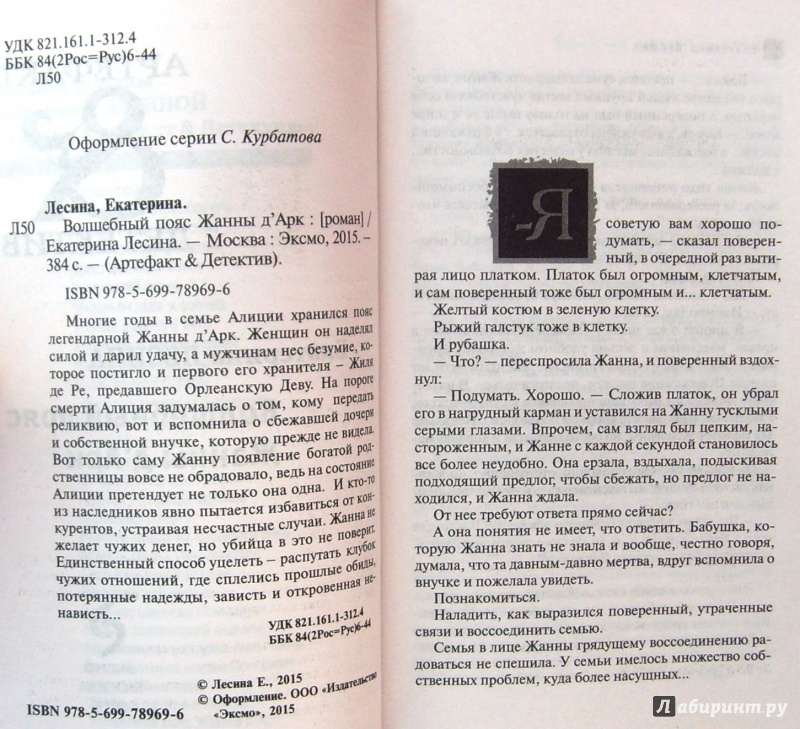 УДК 821.161.1-312.4
ББК 84(2Рос=Рус)6-44
Л50
Оформление серии С. Курбатова
Лесина, Екатерина.
Л50 Волшебный пояс Жанны д’Арк : [роман] /
Екатерина Лесина. — Москва : Эксмо, 2015. –
384 с. — (Артефакт & Детектив).
ISBN 978-5-699-78969-6
Многие годы в семье Алиции хранился пояс
легендарной Жанны д’Арк. Женщин он наделял
силой и дарил удачу, а мужчинам нес безумие, ко-
торое постигло и первого его хранителя – Жиля
де Ре, предавшего Орлеанскую Деву. На пороге
смерти Алиция задумалась о том, кому передать
реликвию, вот и вспомнила о сбежавшей дочери
и собственной внучке, которую прежде не видела.
Вот только саму Жанну появление богатой род-
ственницы вовсе не обрадовало, ведь на состояние
Алиции претендует не только она одна. И кто-то
из наследников явно пытается избавиться от кон-
курентов, устраивая несчастные случаи. Жанна не
желает чужих денег, но убийца в это не поверит.
Единственный способ уцелеть – распутать клубок
чужих отношений, где сплелись прошлые обиды,
потерянные надежды, зависть и откровенная не-
нависть...
УДК 821.161.1-312.4
ББК 84(2Рос=Рус)6-44
© Лесина Е., 2015
© Оформление. ООО «Издательство
«Эксмо», 2015
ISBN 978-5-699-78969-6
-Я
советую вам хорошо по-
думать, — сказал поверен-
ный, в очередной раз выти-
рая лицо платком. Платок был огромным, клетчатым,
и сам поверенный тоже был огромным и... клетчатым.
Желтый костюм в зеленую клетку.
Рыжий галстук тоже в клетку.
И рубашка.
— Что? — переспросила Жанна, и поверенный вздох-
нул:
— Подумать. Хорошо. — Сложив платок, он убрал
его в нагрудный карман и уставился на Жанну тусклыми
серыми глазами. Впрочем, сам взгляд был цепким, на-
стороженным, и Жанне с каждой секундой становилось
все более неудобно. Она ерзала, вздыхала, подыскивая
подходящий предлог, чтобы сбежать, но предлог не на-
ходился, и Жанна ждала.
От нее требуют ответа прямо сейчас?
А она понятия не имеет, что ответить. Бабушка, ко-
торую Жанна знать не знала и вообще, честно говоря,
думала, что та давным-давно мертва, вдруг вспомнила о
внучке и пожелала увидеть.
Познакомиться.
Наладить, как выразился поверенный, утраченные
связи и воссоединить семью.
Семья в лице Жанны грядущему воссоединению ра-
доваться не спешила. У семьи имелось множество соб-
ственных проблем, куда более насущных...
Лабиринт.ру